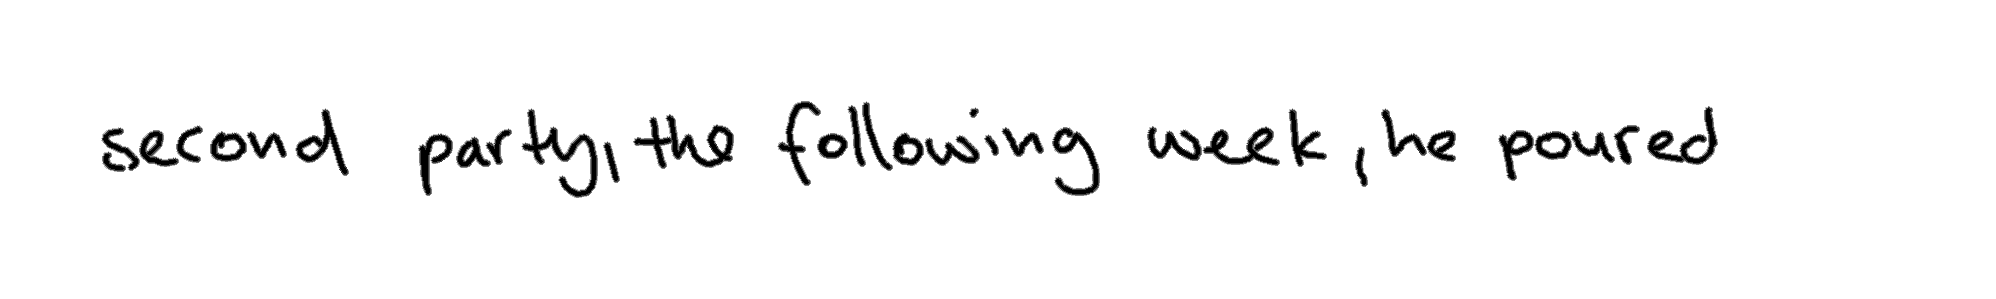 second party, the following week, he poured